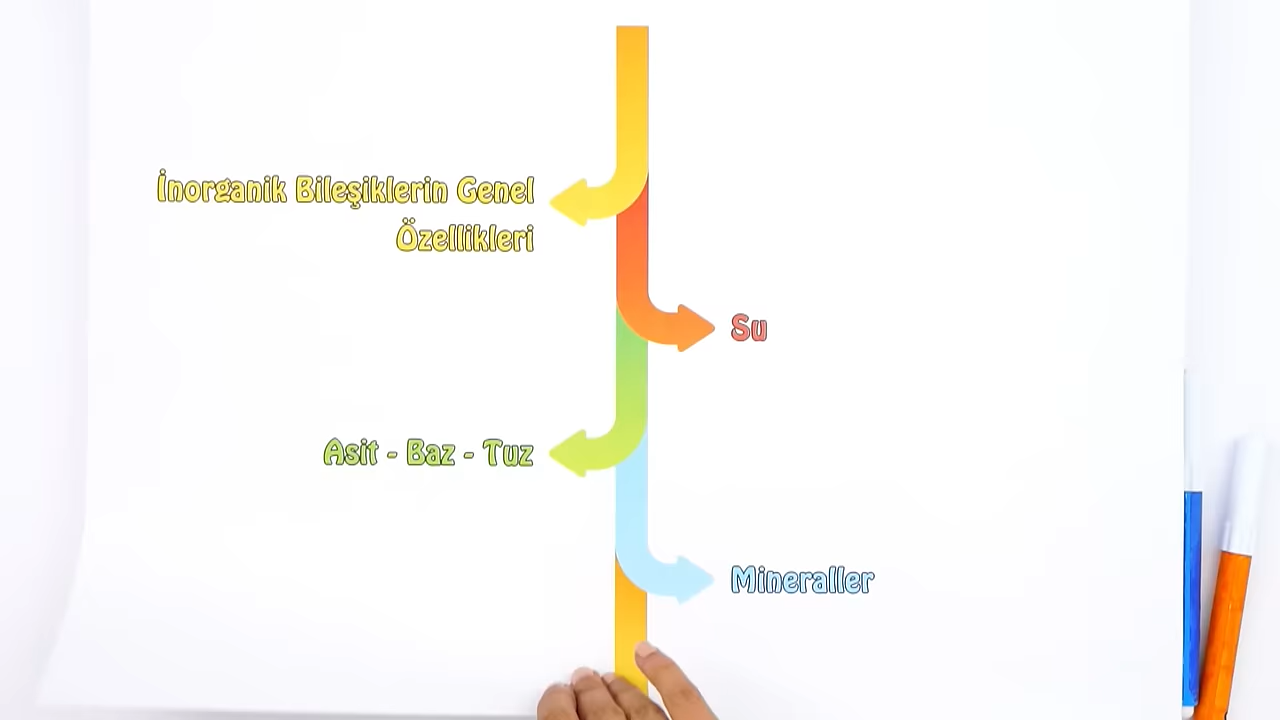 İnorganik Bileşiklerin Genel
Özellikleri
Su
Asit - Baz - Tuz
Mineraller